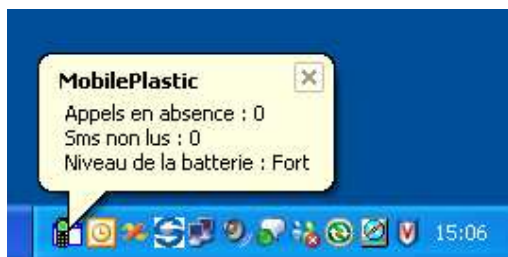 MobilePlastic
Appels en absence : 0
Sms non lus : 0
Niveau de la batterie : Fort
15:06